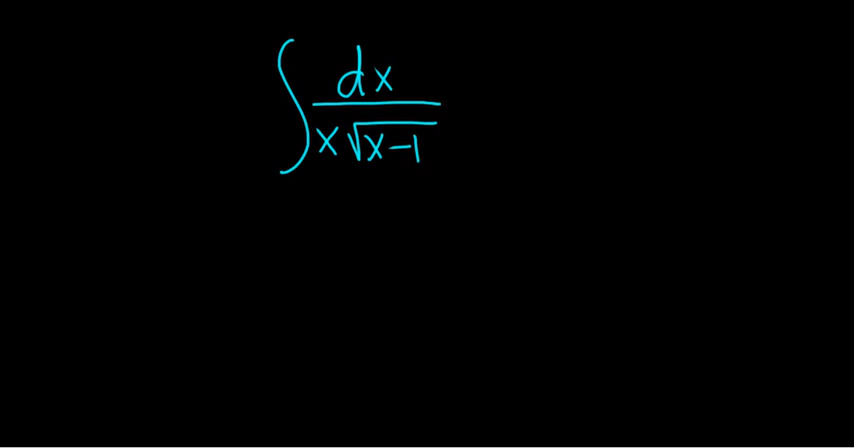 ∫ dx / (x√(x-1))